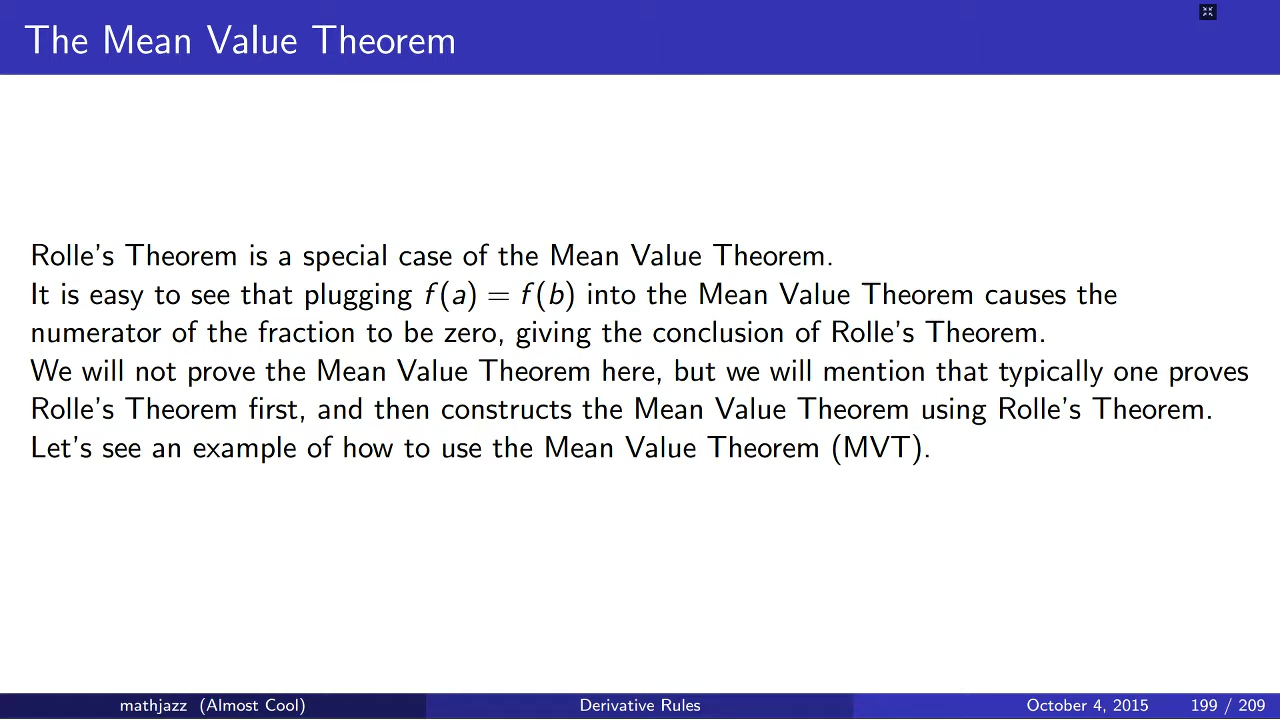 The Mean Value Theorem
Rolle's Theorem is a special case of the Mean Value Theorem.
It is easy to see that plugging f(a) = f(b) into the Mean Value Theorem causes the
numerator of the fraction to be zero, giving the conclusion of Rolle's Theorem.
We will not prove the Mean Value Theorem here, but we will mention that typically one proves
Rolle's Theorem first, and then constructs the Mean Value Theorem using Rolle's Theorem.
Let's see an example of how to use the Mean Value Theorem (MVT).
mathjazz (Almost Cool) Derivative Rules October 4, 2015 199 / 209